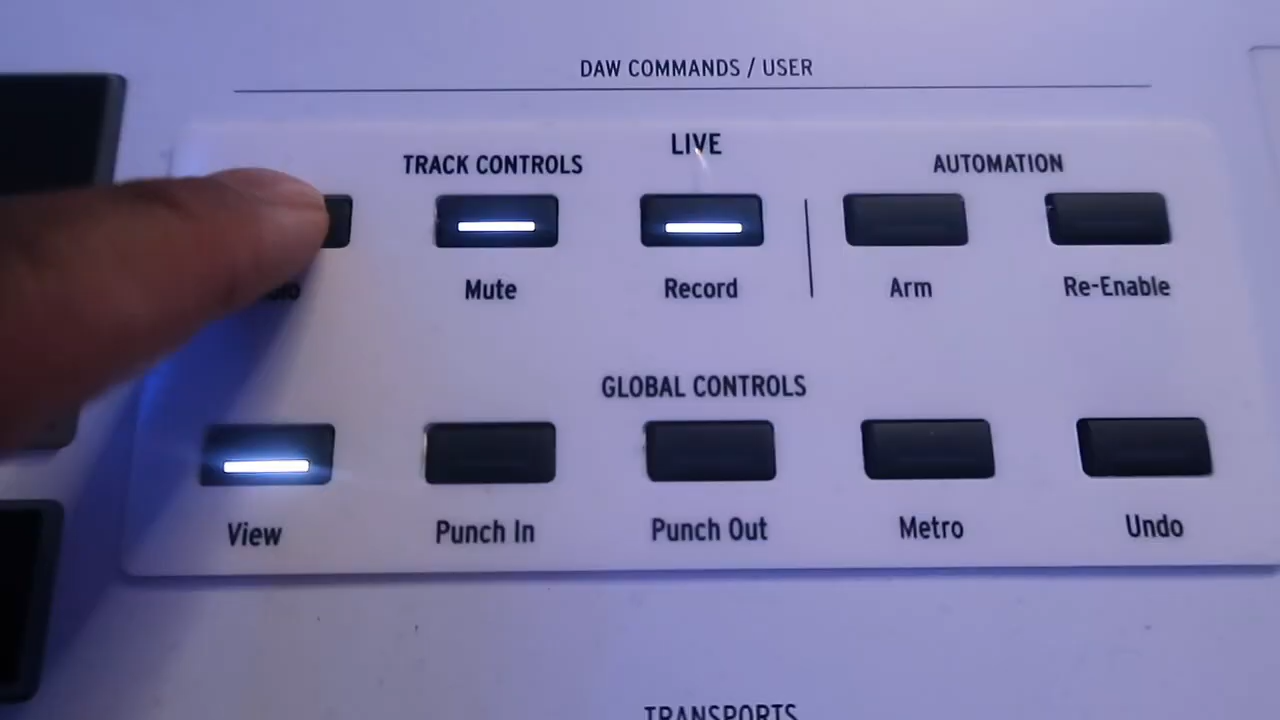 DAW COMMANDS / USER
LIVE
TRACK CONTROLS
AUTOMATION
Mute
Record
Arm
Re-Enable
GLOBAL CONTROLS
View
Punch In
Punch Out
Metro
Undo
TRANSPORTS